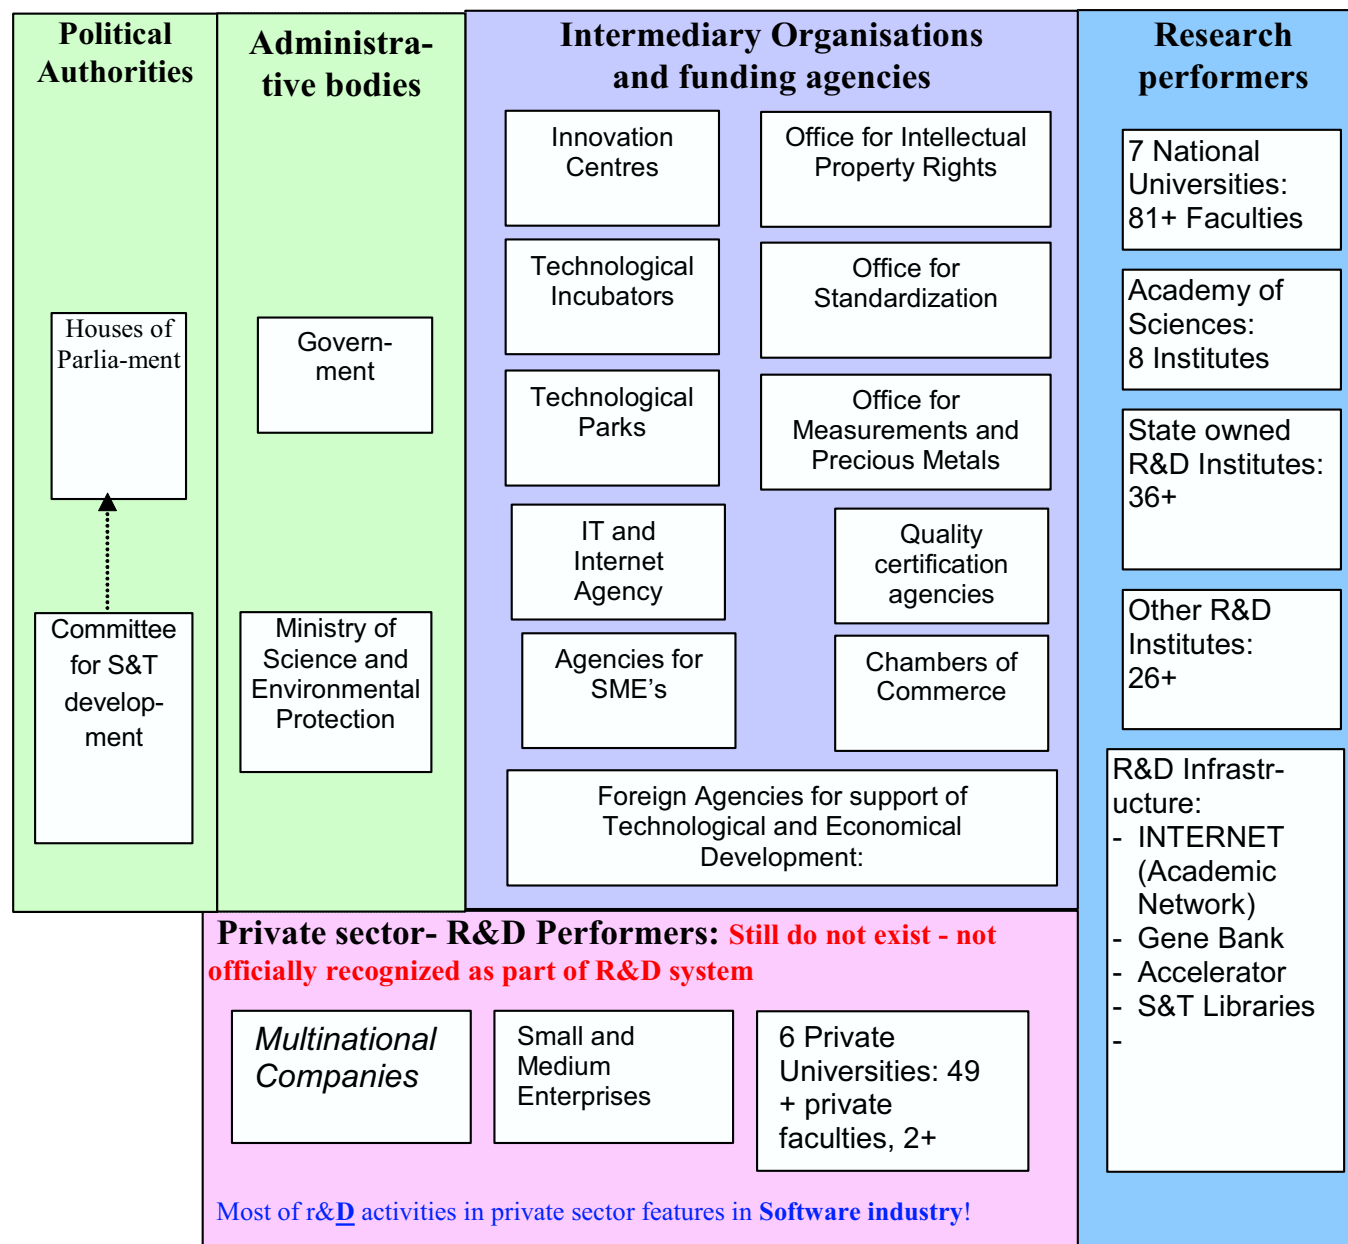 Political
Authorities
Houses of
Parlia-ment
Committee
for S&T
develop-
ment
Administra-
tive bodies
Govern-
ment
Ministry of
Science and
Environmental
Protection
Intermediary Organisations
and funding agencies
Innovation
Centres
Office for Intellectual
Property Rights
Technological
Incubators
Office for
Standardization
Technological
Parks
Office for
Measurements and
Precious Metals
IT and
Internet
Agency
Quality
certification
agencies
Agencies for
SME’s
Chambers of
Commerce
Foreign Agencies for support of
Technological and Economical
Development:
Research
performers
7 National
Universities:
81+ Faculties
Academy of
Sciences:
8 Institutes
State owned
R&D Institutes:
36+
Other R&D
Institutes:
26+
R&D Infrastr-
ucture:
- INTERNET
(Academic
Network)
- Gene Bank
- Accelerator
- S&T Libraries
-
Private sector- R&D Performers: Still do not exist - not
officially recognized as part of R&D system
Multinational
Companies
Small and
Medium
Enterprises
6 Private
Universities: 49
+ private
faculties, 2+
Most of r&D activities in private sector features in Software industry!